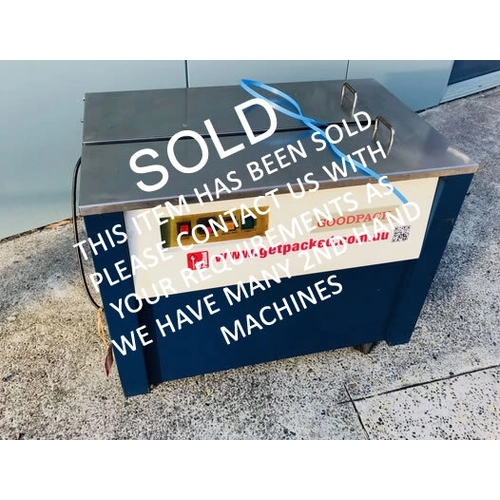 SOLD
THIS ITEM HAS BEEN SOLD
PLEASE CONTACT US WITH
YOUR REQUIREMENTS AS
WE HAVE MANY 2ND HAND
MACHINES
GOODPACK
www.getpacked.com.au